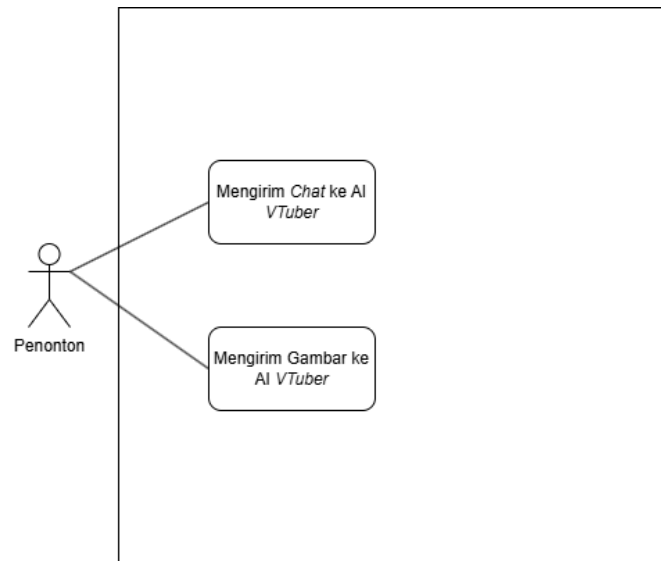 Mengirim Chat ke AI
VTuber
Penonton
Mengirim Gambar ke
AI VTuber